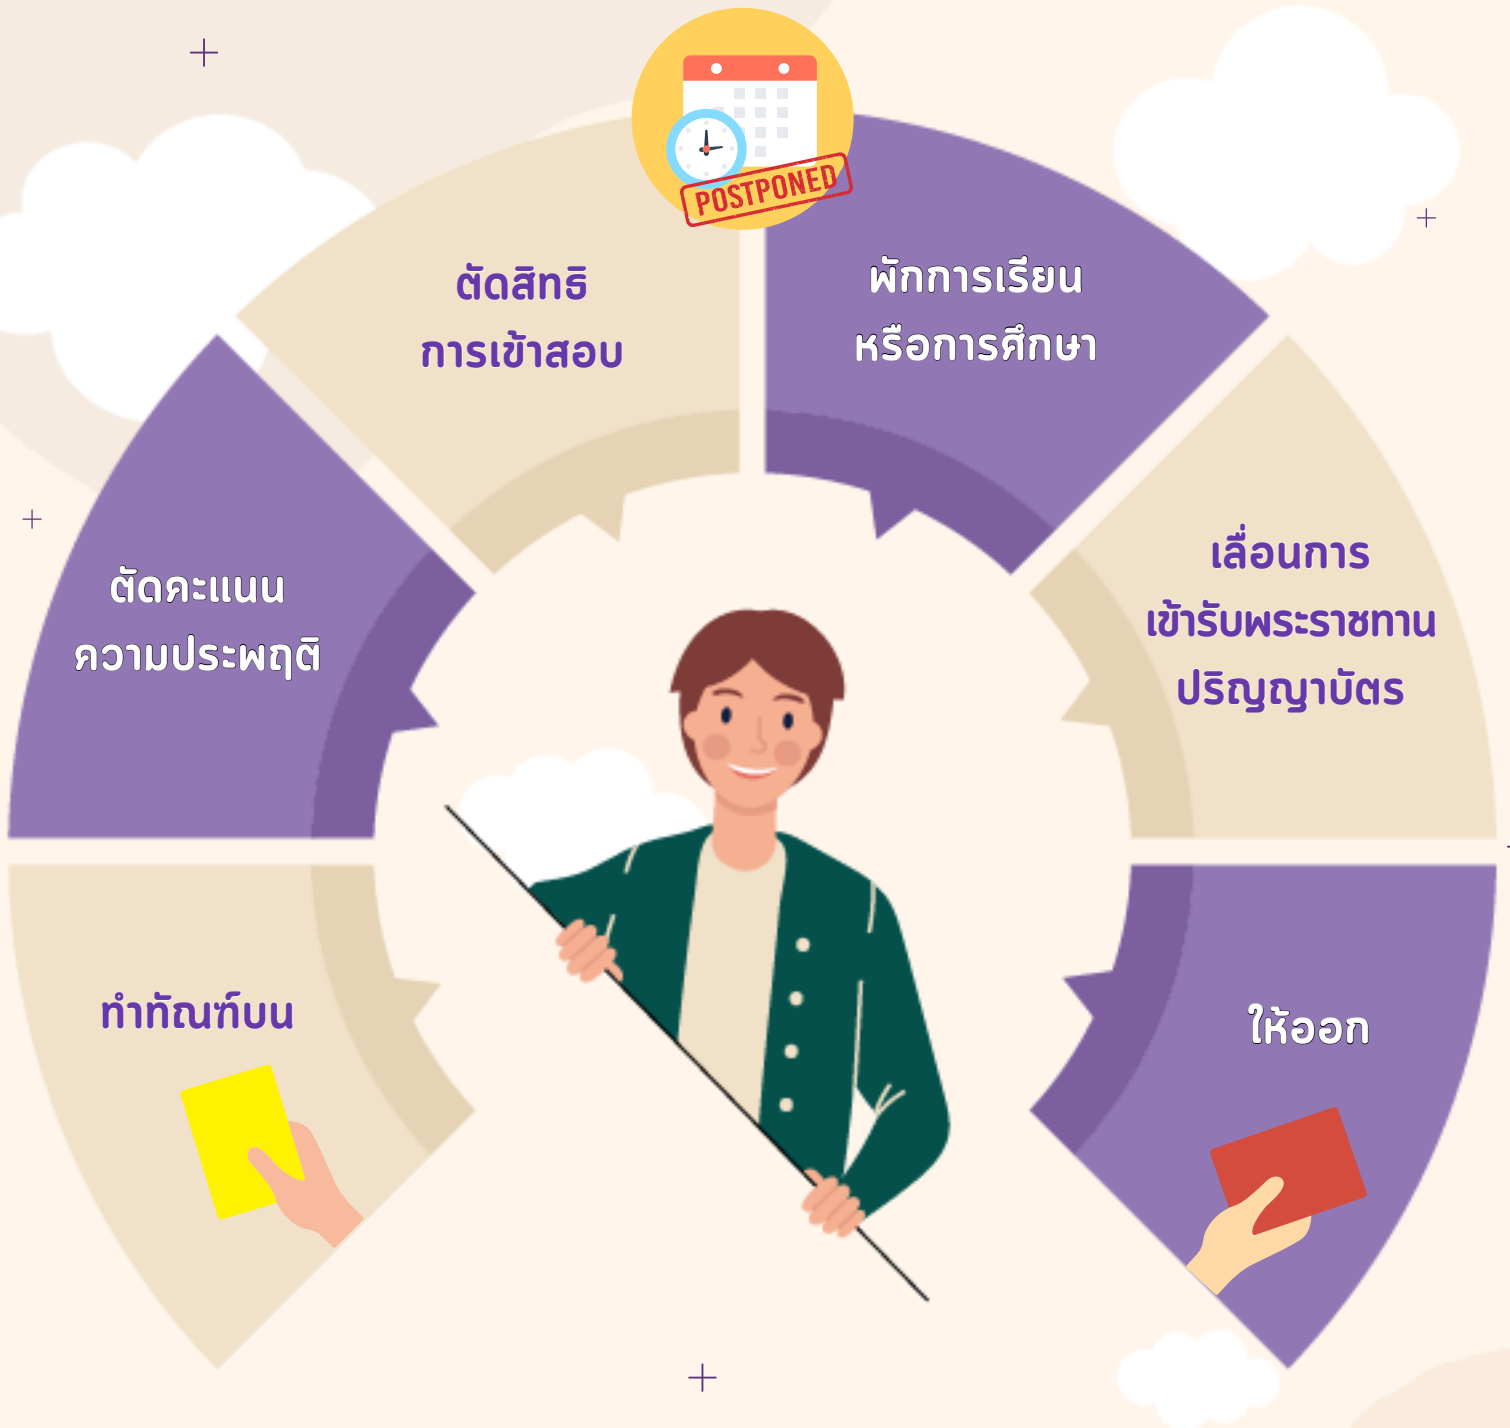 POSTPONED
ตัดสิทธิ
การเข้าสอบ
พักการเรียน
หรือการศึกษา
ตัดคะแนน
ความประพฤติ
เลื่อนการ
เข้ารับพระราชทาน
ปริญญาบัตร
ทำทัณฑ์บน
ให้ออก